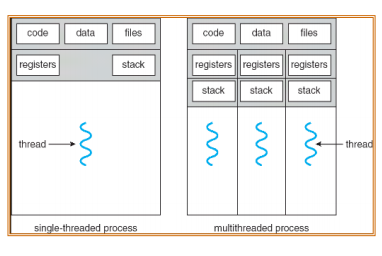 code data files code data files
registers stack registers registers registers
stack stack stack
thread thread
single-threaded process multithreaded process